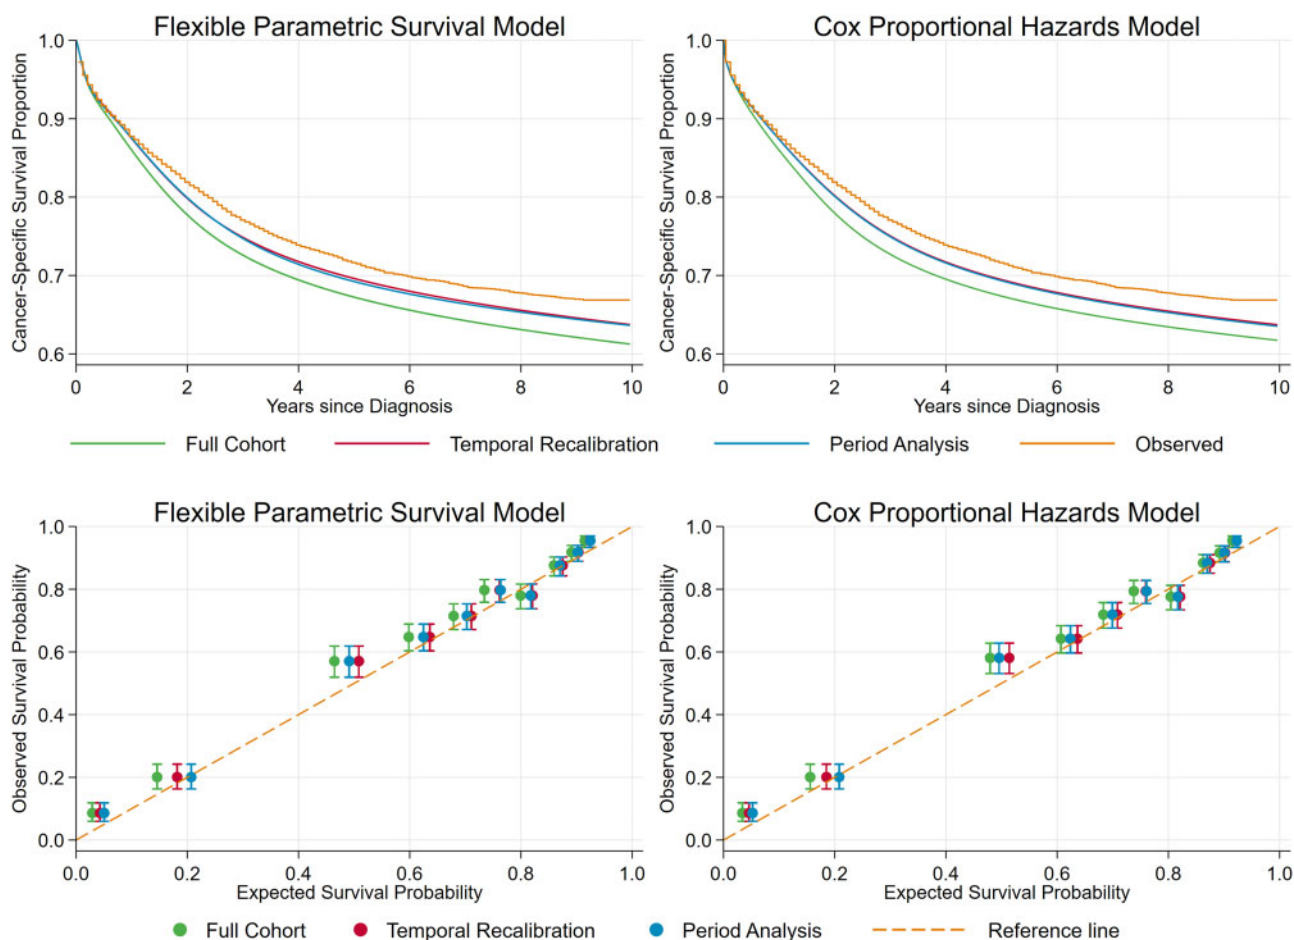 Flexible Parametric Survival Model
Cox Proportional Hazards Model
Cancer-Specific Survival Proportion
1.0
0.9
0.8
0.7
0.6
0 2 4 6 8 10
Years since Diagnosis
Cancer-Specific Survival Proportion
1.0
0.9
0.8
0.7
0.6
0 2 4 6 8 10
Years since Diagnosis
Full Cohort Temporal Recalibration Period Analysis Observed
Flexible Parametric Survival Model
Cox Proportional Hazards Model
Observed Survival Probability
1.0
0.8
0.6
0.4
0.2
0.0
0.0 0.2 0.4 0.6 0.8 1.0
Expected Survival Probability
Observed Survival Probability
1.0
0.8
0.6
0.4
0.2
0.0
0.0 0.2 0.4 0.6 0.8 1.0
Expected Survival Probability
Full Cohort Temporal Recalibration Period Analysis Reference line